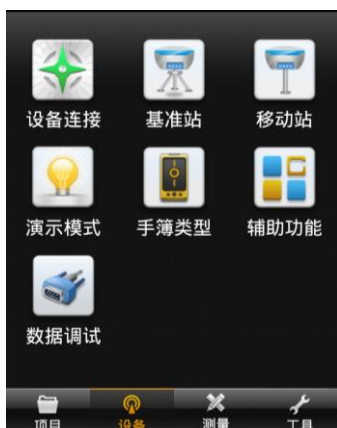 设备连接 基准站 移动站
演示模式 手簿类型 辅助功能
数据调试
项目 设备 测量 工具